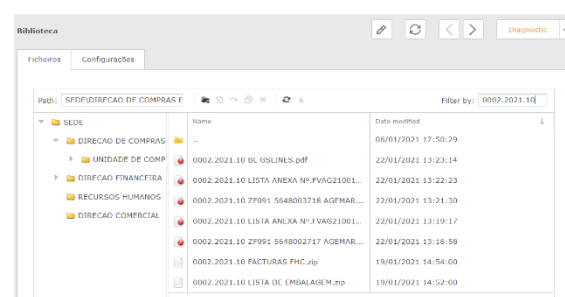 Biblioteca
Diagnostic
Ficheiros Configurações
Path: SEDE\DIRECAO DE COMPRAS E
Filter by: 0002.2021.10
SEDE
DIRECAO DE COMPRAS
UNIDADE DE COMP
DIRECAO FINANCEIRA
RECURSOS HUMANOS
DIRECAO COMERCIAL
Name Date modified
.. 06/01/2021 17:50:29
0002.2021.10 BL GSLINES.pdf 22/01/2021 13:23:14
0002.2021.10 LISTA ANEXA Nº.FVAG21001... 22/01/2021 13:22:23
0002.2021.10 ZF091 5648003718 AGEMAR.... 22/01/2021 13:21:30
0002.2021.10 LISTA ANEXA Nº.FVAG21001... 22/01/2021 13:19:17
0002.2021.10 ZF091 5648002717 AGEMAR.... 22/01/2021 13:16:58
0002.2021.10 FACTURAS FHC.zip 19/01/2021 14:54:00
0002.2021.10 LISTA DE EMBALAGEM.zip 19/01/2021 14:52:00